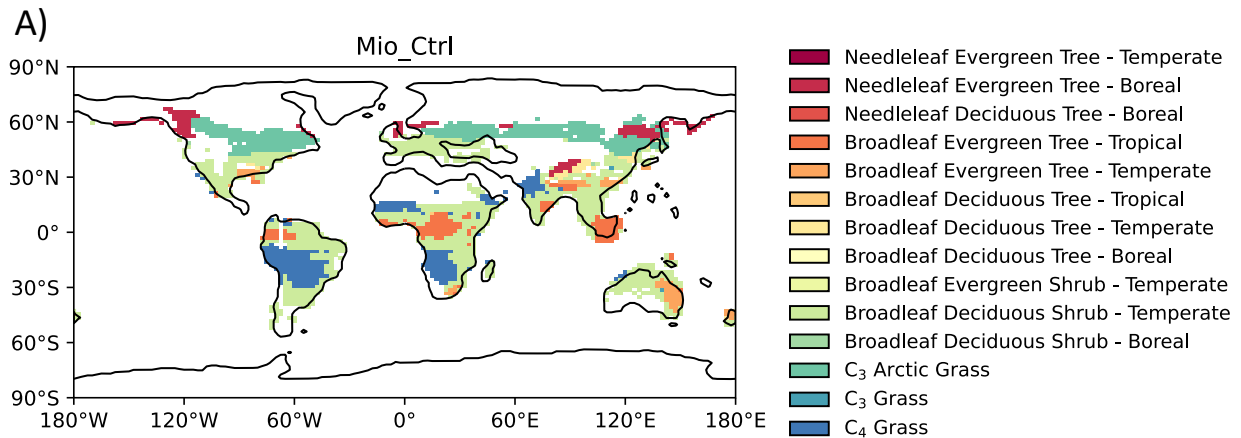 A)
Mio_Ctrl
90°N
60°N
30°N
0°
30°S
60°S
90°S
180°W
120°W
60°W
0°
60°E
120°E
180°E
Needleleaf Evergreen Tree - Temperate
Needleleaf Evergreen Tree - Boreal
Needleleaf Deciduous Tree - Boreal
Broadleaf Evergreen Tree - Tropical
Broadleaf Evergreen Tree - Temperate
Broadleaf Deciduous Tree - Tropical
Broadleaf Deciduous Tree - Temperate
Broadleaf Deciduous Tree - Boreal
Broadleaf Evergreen Shrub - Temperate
Broadleaf Deciduous Shrub - Temperate
Broadleaf Deciduous Shrub - Boreal
C₃ Arctic Grass
C₃ Grass
C₄ Grass